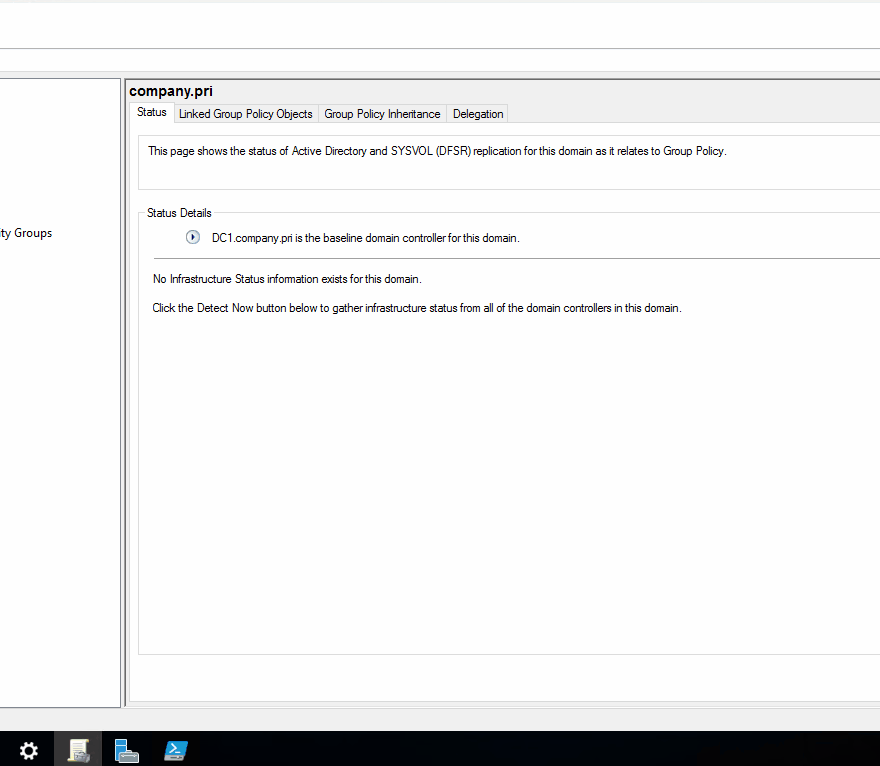 company.pri
Status Linked Group Policy Objects Group Policy Inheritance Delegation
This page shows the status of Active Directory and SYSVOL (DFSR) replication for this domain as it relates to Group Policy.
Status Details
ty Groups
DC1.company.pri is the baseline domain controller for this domain.
No Infrastructure Status information exists for this domain.
Click the Detect Now button below to gather infrastructure status from all of the domain controllers in this domain.